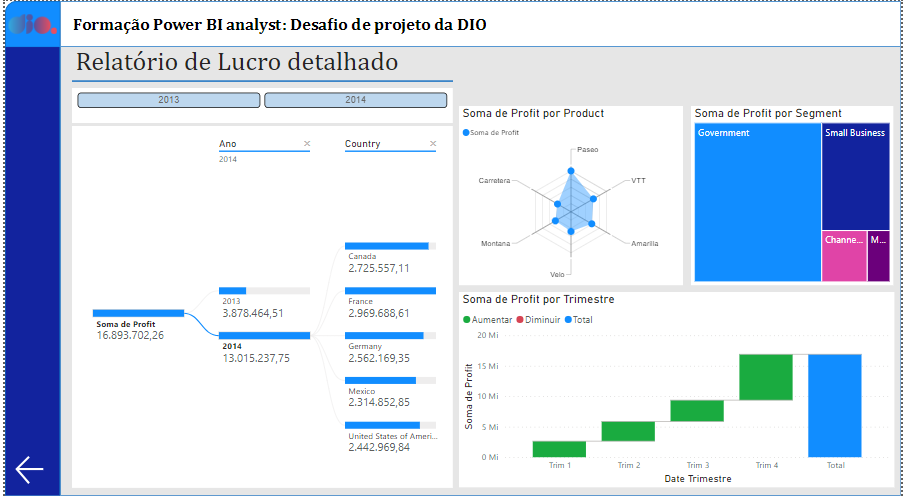 dio.
Formação Power BI analyst: Desafio de projeto da DIO
Relatório de Lucro detalhado
2013
2014
Ano
2014
Country
Soma de Profit
16.893.702,26
2013
3.878.464,51
2014
13.015.237,75
Canada
2.725.557,11
France
2.969.688,61
Germany
2.562.169,35
Mexico
2.314.852,85
United States of Ameri...
2.442.969,84
Soma de Profit por Product
Soma de Profit
Paseo
VTT
Amarilla
Velo
Montana
Carretera
Soma de Profit por Segment
Government
Small Business
Channe...
M...
Soma de Profit por Trimestre
Aumentar Diminuir Total
Soma de Profit
20 Mi
15 Mi
10 Mi
5 Mi
0 Mi
Trim 1 Trim 2 Trim 3 Trim 4 Total
Date Trimestre